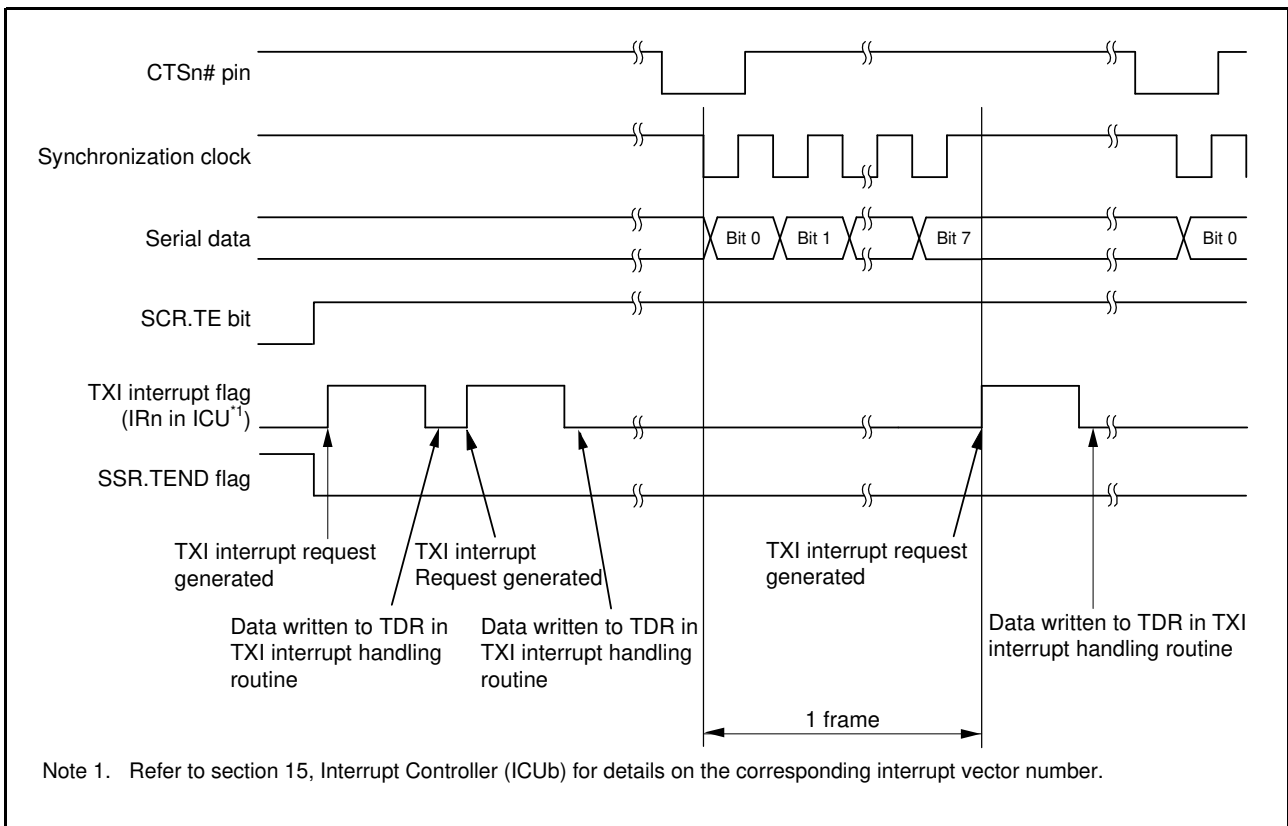 CTSn# pin
Synchronization clock
Serial data
Bit 0
Bit 1
Bit 7
Bit 0
SCR.TE bit
TXI interrupt flag
(IRn in ICU*1)
SSR.TEND flag
TXI interrupt request
generated
TXI interrupt
Request generated
TXI interrupt request
generated
Data written to TDR in
TXI interrupt handling
routine
Data written to TDR in
TXI interrupt handling
routine
Data written to TDR in TXI
interrupt handling routine
1 frame
Note 1. Refer to section 15, Interrupt Controller (ICUb) for details on the corresponding interrupt vector number.